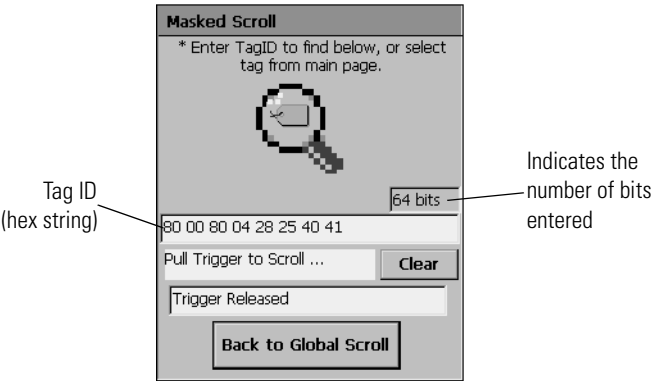 Masked Scroll
* Enter TagID to find below, or select
tag from main page.
Indicates the
number of bits
entered
64 bits
Tag ID
(hex string)
80 00 80 04 28 25 40 41
Pull Trigger to Scroll ...
Clear
Trigger Released
Back to Global Scroll